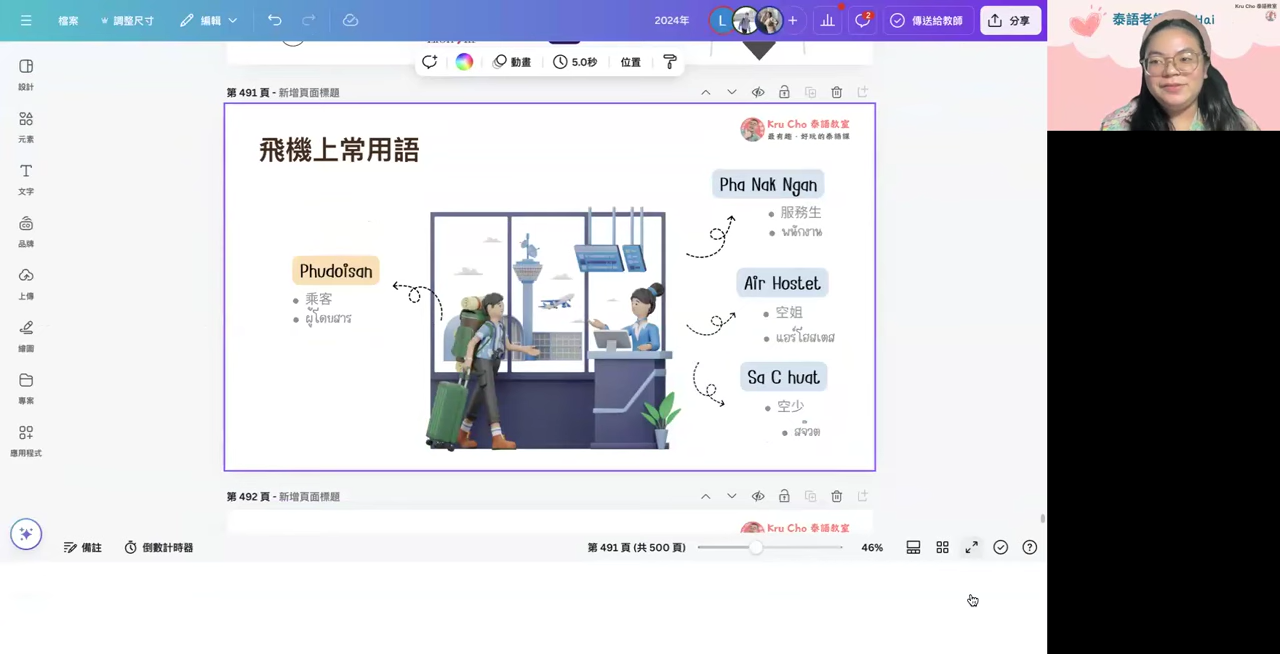 檔案
調整尺寸
編輯
2024年
L
2
傳送給教師
分享
Kru Cho 泰語教室
設計
元素
文字
品牌
上傳
繪圖
專案
應用程式
動畫
5.0秒
位置
第 491 頁 - 新增頁面標題
飛機上常用語
Kru Cho 泰語教室
最有趣・好玩的泰語課
Pha Nak Ngan
服務生
พนักงาน
Phudoisan
乘客
ผู้โดยสาร
Air Hostet
空姐
แอร์โฮสเตส
Sa C huat
空少
สจ๊วต
第 492 頁 - 新增頁面標題
Kru Cho 泰語教室
備註
倒數計時器
第 491 頁 (共 500 頁)
46%